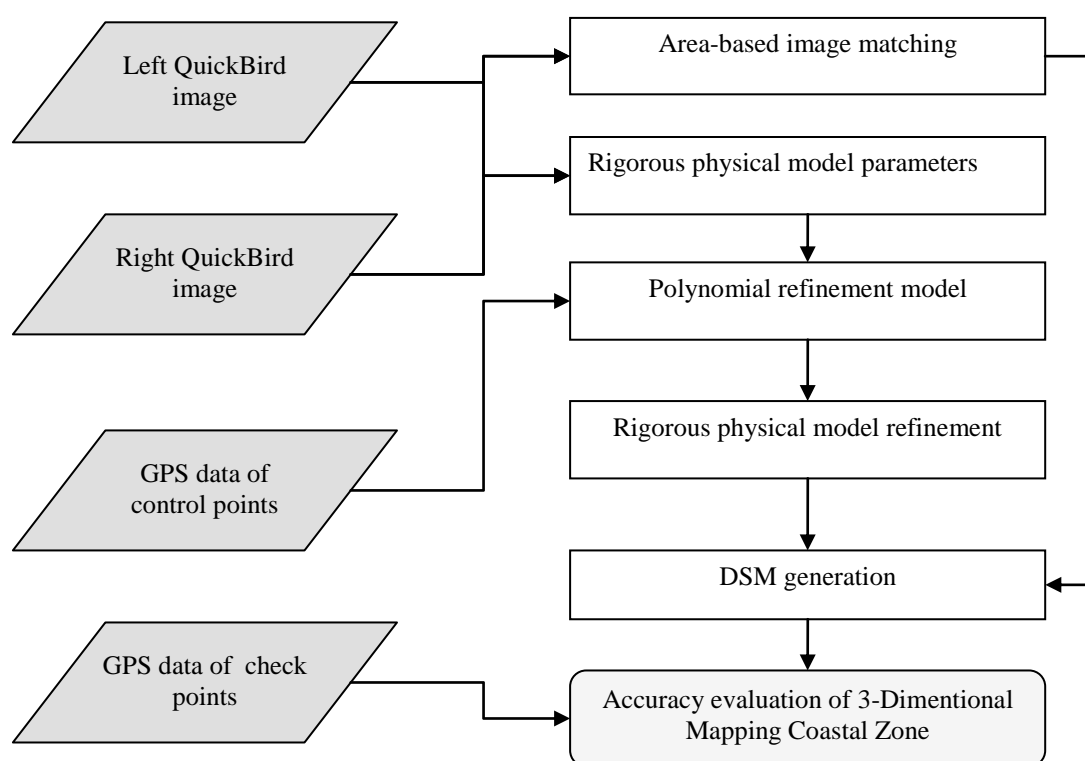 Left QuickBird
image
Right QuickBird
image
GPS data of
control points
GPS data of check
points
Area-based image matching
Rigorous physical model parameters
Polynomial refinement model
Rigorous physical model refinement
DSM generation
Accuracy evaluation of 3-Dimentional
Mapping Coastal Zone